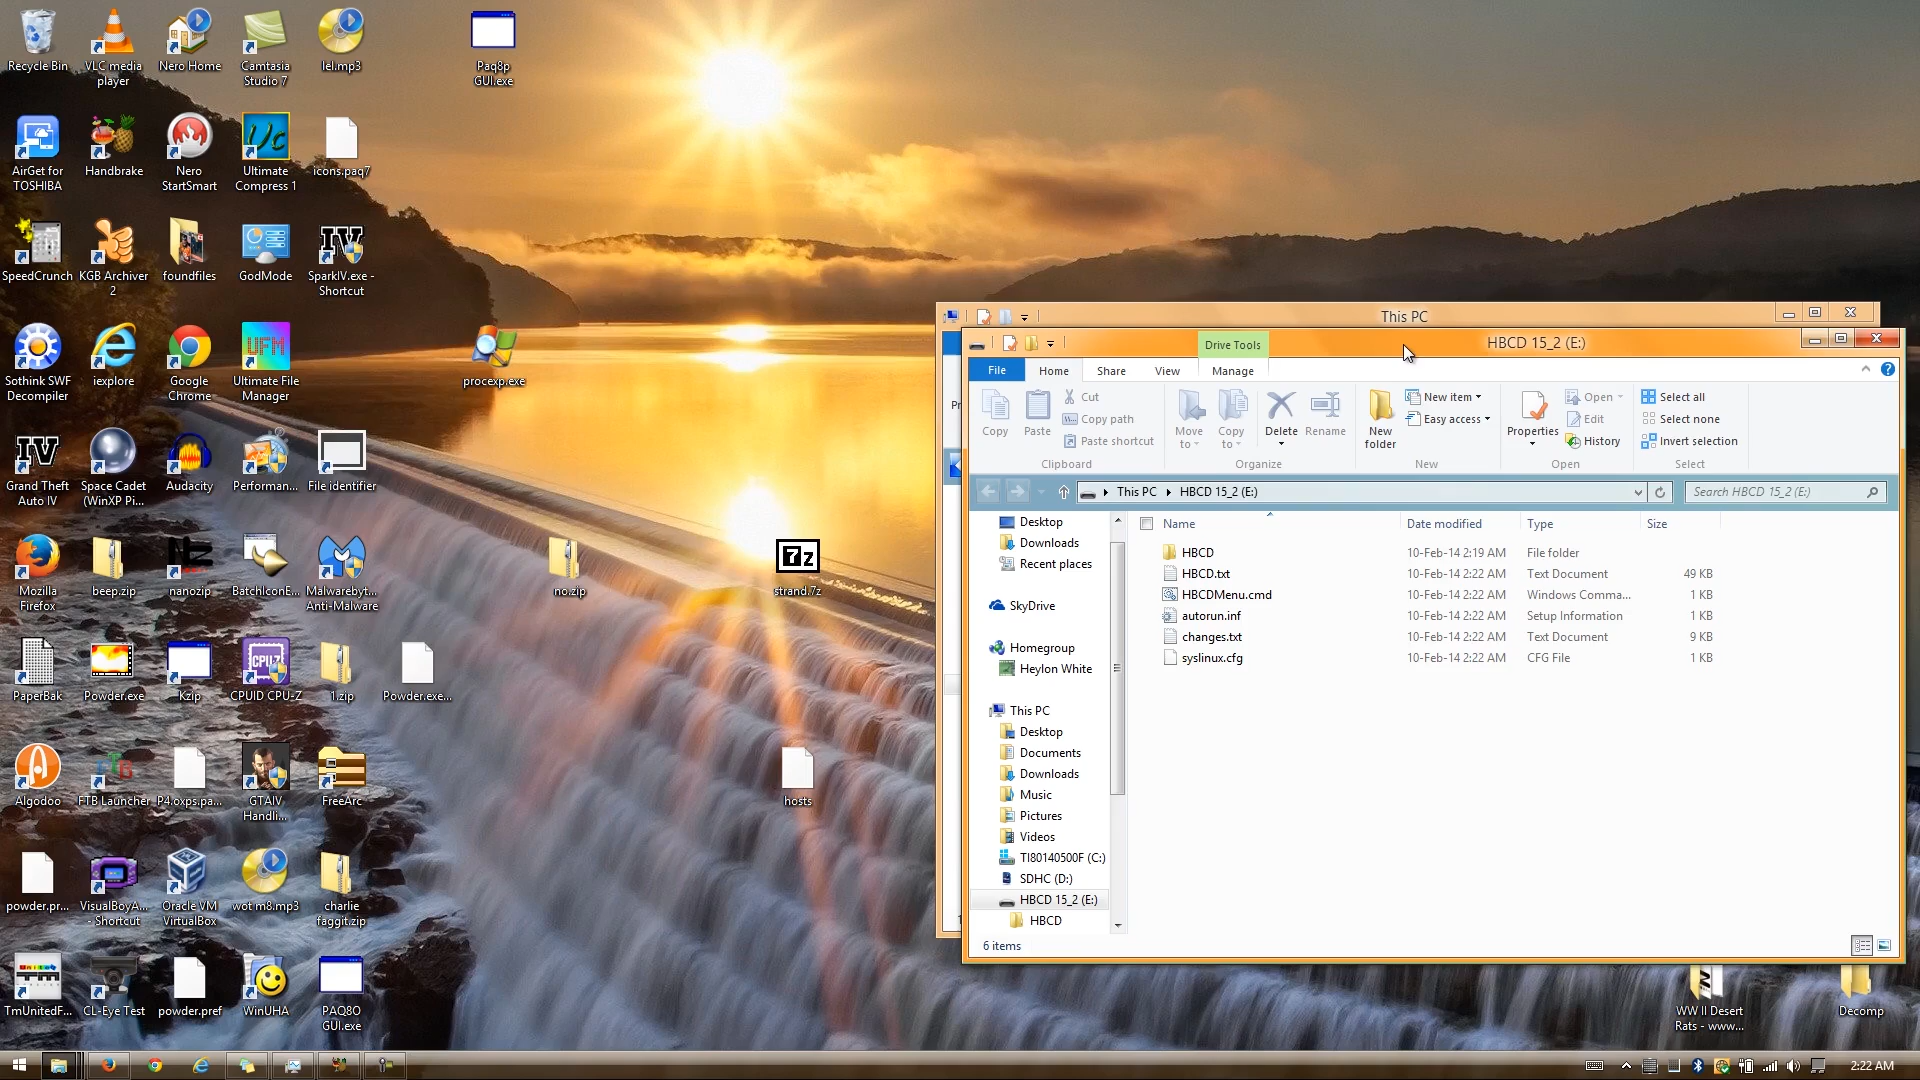 Recycle Bin
VLC media
player
Nero Home
Camtasia
Studio 7
lel.mp3
Paq8p
GUI.exe
AirGet for
TOSHIBA
Handbrake
Nero
StartSmart
Ultimate
Compress 1
icons.paq7
SpeedCrunch
KGB Archiver
2
foundfiles
GodMode
SparkIV.exe -
Shortcut
Sothink SWF
Decompiler
iexplore
Google
Chrome
UFM
Ultimate File
Manager
procexp.exe
Grand Theft
Auto IV
Space Cadet
(WinXP Pi...
Audacity
Performan...
File identifier
Mozilla
Firefox
beep.zip
nanozip
BatchIconE...
Malwarebyt...
Anti-Malware
no.zip
strand.7z
PaperBak
Powder.exe
Kzip
CPUID CPU-Z
1.zip
Powder.exe...
Algodoo
FTB Launcher
P4.oxps.pa...
GTAIV
Handli...
FreeArc
hosts
powder.pr...
VisualBoyA...
- Shortcut
Oracle VM
VirtualBox
wot m8.mp3
charlie
faggit.zip
TmUnitedF...
CL-Eye Test
powder.pref
WinUHA
PAQ8O
GUI.exe
WW II Desert
Rats - www...
Decomp
This PC
Drive Tools
HBCD 15_2 (E:)
File
Home
Share
View
Manage
Copy
Paste
Cut
Copy path
Paste shortcut
Clipboard
Move
to
Copy
to
Delete
Rename
Organize
New
folder
New item
Easy access
New
Properties
Open
Edit
History
Open
Select all
Select none
Invert selection
Select
This PC
HBCD 15_2 (E:)
Search HBCD 15_2 (E:)
Desktop
Downloads
Recent places
SkyDrive
Homegroup
Heylon White
This PC
Desktop
Documents
Downloads
Music
Pictures
Videos
TI80140500F (C:)
SDHC (D:)
HBCD 15_2 (E:)
HBCD
Name Date modified Type Size
HBCD 10-Feb-14 2:19 AM File folder
HBCD.txt 10-Feb-14 2:22 AM Text Document 49 KB
HBCDMenu.cmd 10-Feb-14 2:22 AM Windows Comma... 1 KB
autorun.inf 10-Feb-14 2:22 AM Setup Information 1 KB
changes.txt 10-Feb-14 2:22 AM Text Document 9 KB
syslinux.cfg 10-Feb-14 2:22 AM CFG File 1 KB
6 items
2:22 AM